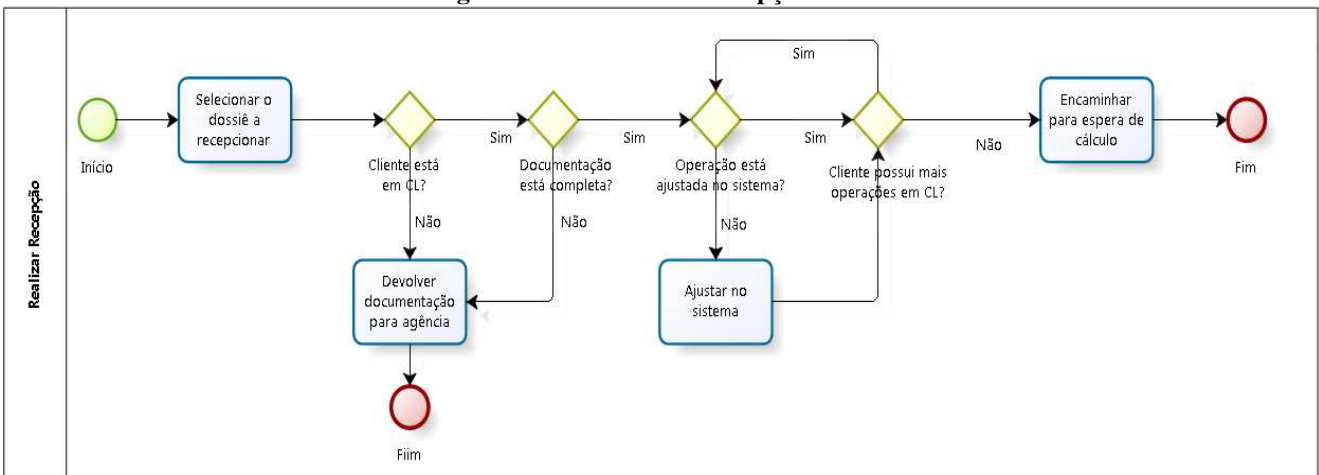 Realizar Recepção
Início
Selecionar o
dossiê a
recepcionar
Cliente está
em CL?
Sim
Não
Documentação
está completa?
Sim
Não
Devolver
documentação
para agência
Fiim
Operação está
ajustada no sistema?
Sim
Não
Ajustar no
sistema
Cliente possui mais
operações em CL?
Sim
Não
Encaminhar
para espera de
cálculo
Fim